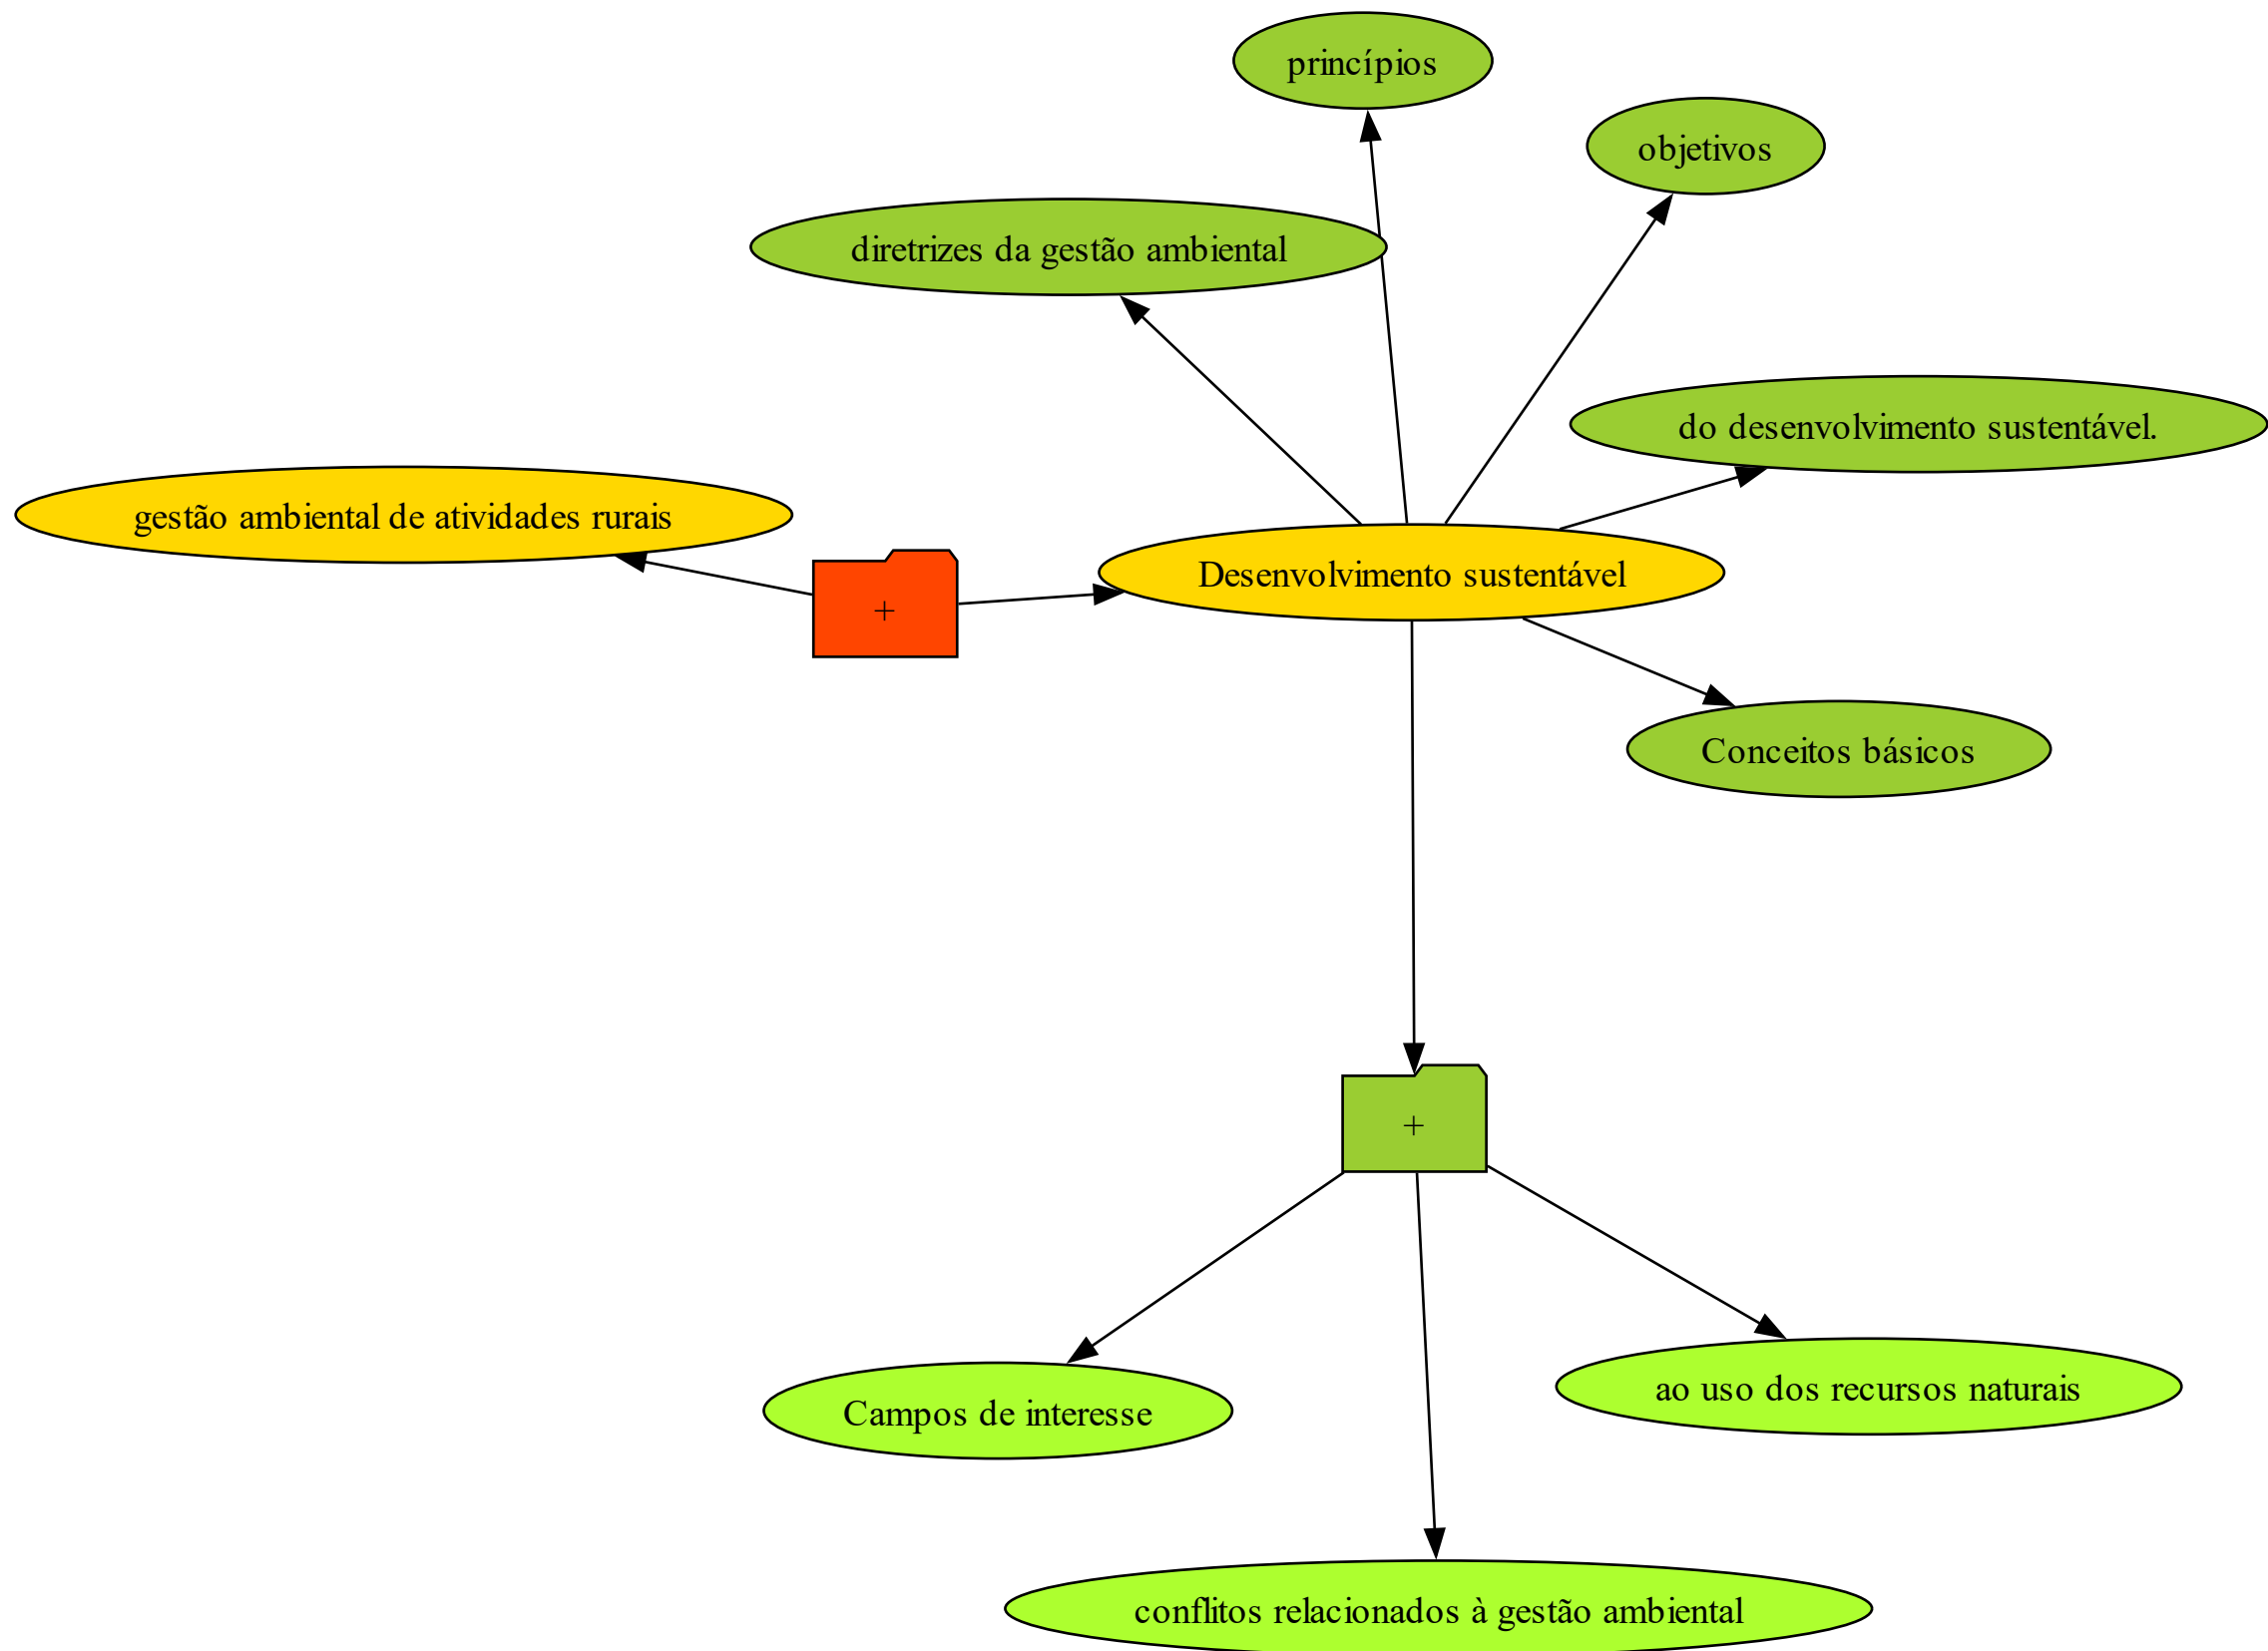 princípios
objetivos
diretrizes da gestão ambiental
do desenvolvimento sustentável.
gestão ambiental de atividades rurais
Desenvolvimento sustentável
+
Conceitos básicos
+
ao uso dos recursos naturais
Campos de interesse
conflitos relacionados à gestão ambiental